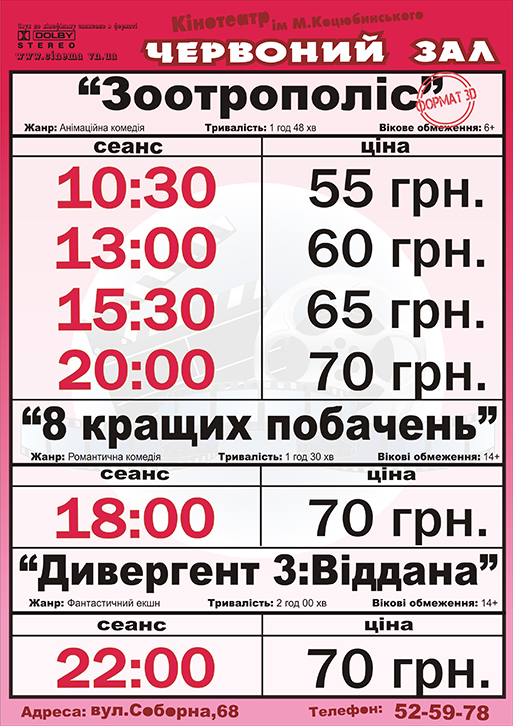 Звук по кінофільму записано в форматі
Кінотеатр ім М.Коцюбинського
DOLBY
STEREO
www.cinema vn.ua
ЧЕРВОНИЙ ЗАЛ
“Зоотрополіс”
ФОРМАТ 3D
Жанр: Анімаційна комедія Тривалість: 1 год 48 хв Вікове обмеження: 6+
сеанс ціна
10:30 55 грн.
13:00 60 грн.
15:30 65 грн.
20:00 70 грн.
“8 кращих побачень”
Жанр: Романтична комедія Тривалість: 1 год 30 хв Вікові обмеження: 14+
сеанс ціна
18:00 70 грн.
“Дивергент 3:Віддана”
Жанр: Фантастичний екшн Тривалість: 2 год 00 хв Вікові обмеження: 14+
сеанс ціна
22:00 70 грн.
Адреса: вул.Соборна,68 Телефон: 52-59-78